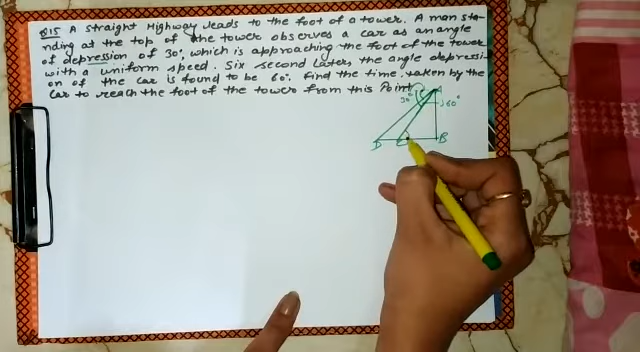 Q15 A straight Highway leads to the foot of a tower. A man sta-
nding at the top of the tower observes a car as an angle
of depression of 30°, which is approaching the foot of the tower
with a uniform speed. Six second later, the angle depressi-
on of the car is found to be 60°. Find the time taken by the
car to reach the foot of the tower from this Point.
A
30° 60°
D C B